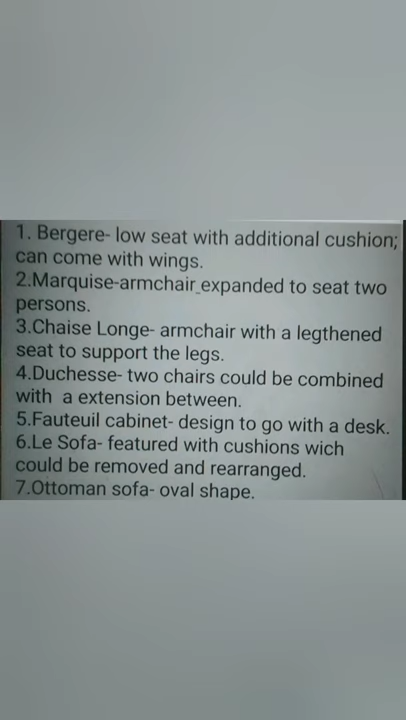 1. Bergere- low seat with additional cushion;
can come with wings.
2.Marquise-armchair expanded to seat two
persons.
3.Chaise Longe- armchair with a legthened
seat to support the legs.
4.Duchesse- two chairs could be combined
with  a extension between.
5.Fauteuil cabinet- design to go with a desk.
6.Le Sofa- featured with cushions wich
could be removed and rearranged.
7.Ottoman sofa- oval shape.